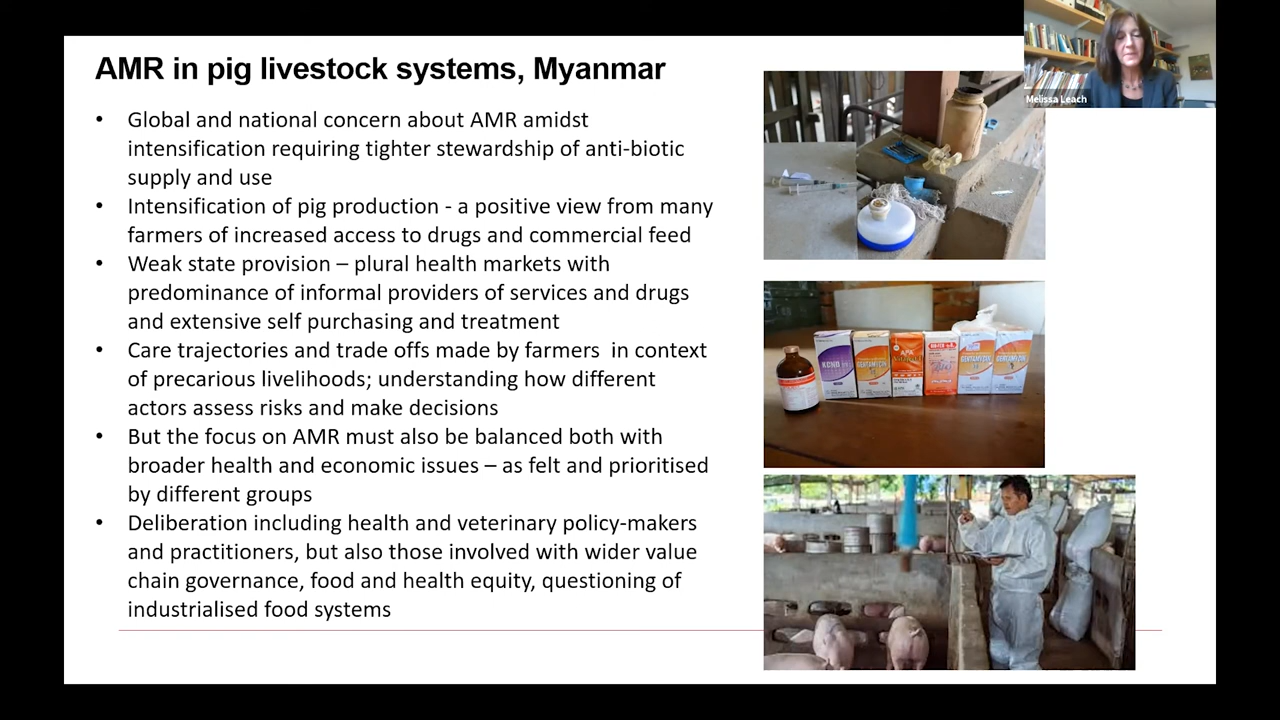 AMR in pig livestock systems, Myanmar
Melissa Leach
• Global and national concern about AMR amidst
intensification requiring tighter stewardship of anti-biotic
supply and use
• Intensification of pig production - a positive view from many
farmers of increased access to drugs and commercial feed
• Weak state provision – plural health markets with
predominance of informal providers of services and drugs
and extensive self purchasing and treatment
• Care trajectories and trade offs made by farmers  in context
of precarious livelihoods; understanding how different
actors assess risks and make decisions
• But the focus on AMR must also be balanced both with
broader health and economic issues – as felt and prioritised
by different groups
• Deliberation including health and veterinary policy-makers
and practitioners, but also those involved with wider value
chain governance, food and health equity, questioning of
industrialised food systems